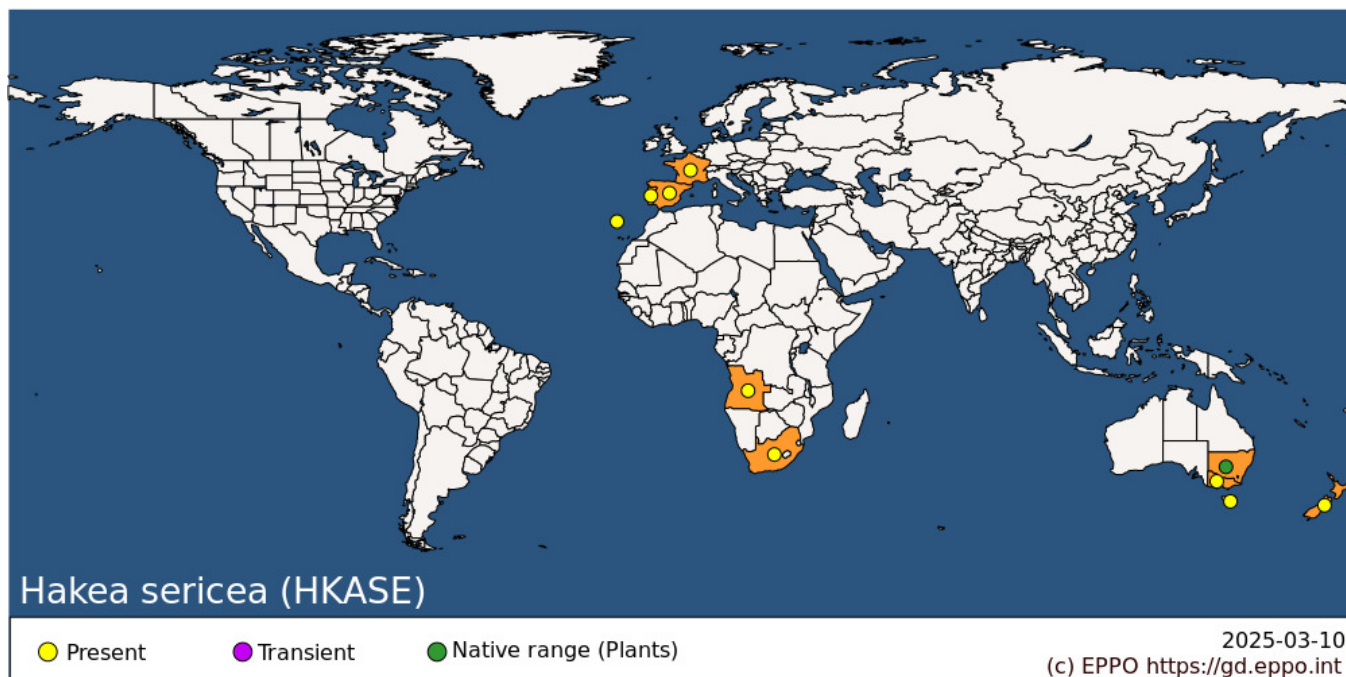 Hakea sericea (HKASE)
Present
Transient
Native range (Plants)
2025-03-10
(c) EPPO https://gd.eppo.int